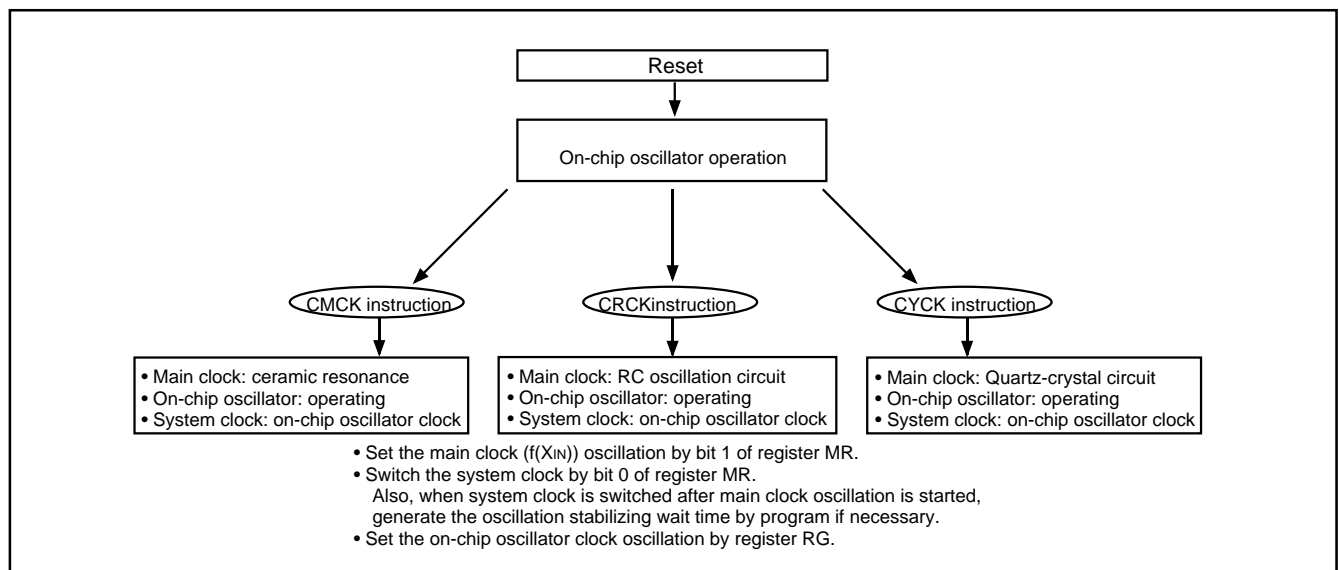 Reset
On-chip oscillator operation
CMCK instruction
CRCKinstruction
CYCK instruction
• Main clock: ceramic resonance
• On-chip oscillator: operating
• System clock: on-chip oscillator clock
• Main clock: RC oscillation circuit
• On-chip oscillator: operating
• System clock: on-chip oscillator clock
• Main clock: Quartz-crystal circuit
• On-chip oscillator: operating
• System clock: on-chip oscillator clock
• Set the main clock (f(XIN)) oscillation by bit 1 of register MR.
• Switch the system clock by bit 0 of register MR.
Also, when system clock is switched after main clock oscillation is started,
generate the oscillation stabilizing wait time by program if necessary.
• Set the on-chip oscillator clock oscillation by register RG.